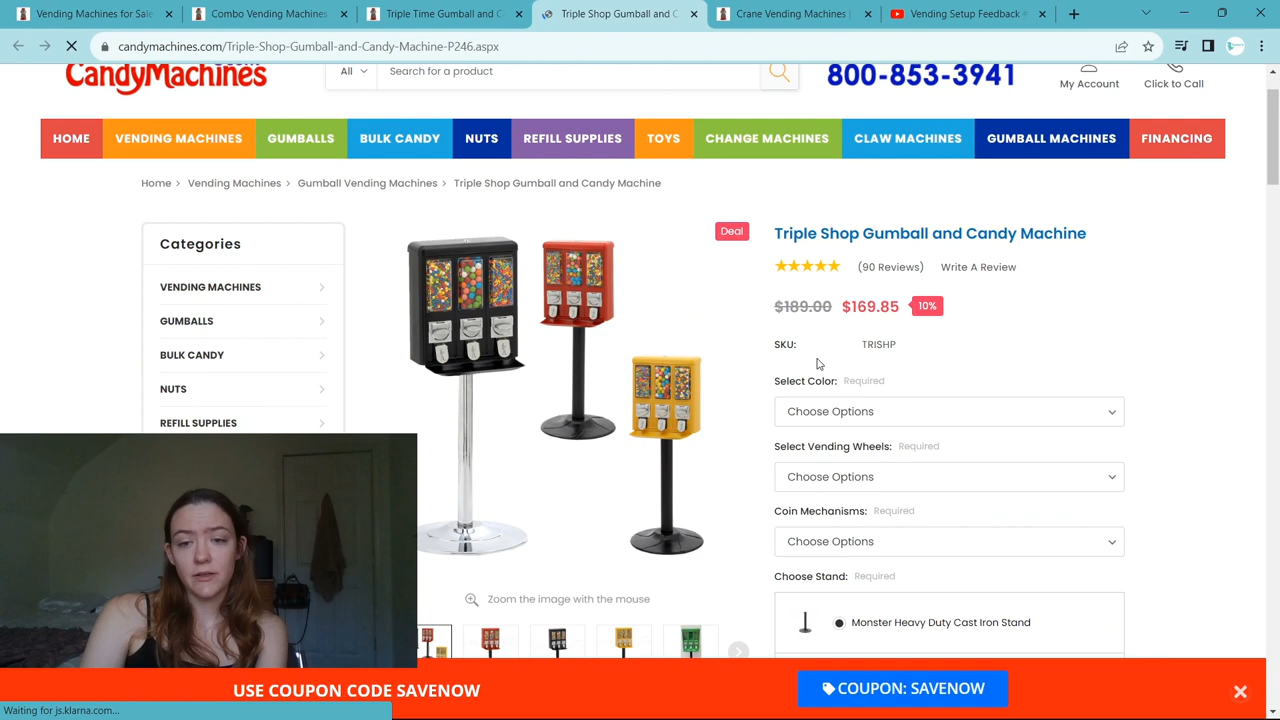 Triple Time Gumball and Candy
Triple Shop Gumball and Candy
Crane Vending Machines: C
Vending Setup Feedback #
candymachines.com/Triple-Shop-Gumball-and-Candy-Machine-P246.aspx
CandyMachines
All
Search for a product
800-853-3941
My Account
Click to Call
HOME VENDING MACHINES GUMBALLS BULK CANDY NUTS REFILL SUPPLIES TOYS CHANGE MACHINES CLAW MACHINES GUMBALL MACHINES FINANCING
Home > Vending Machines > Gumball Vending Machines > Triple Shop Gumball and Candy Machine
Categories
VENDING MACHINES
GUMBALLS
BULK CANDY
NUTS
REFILL SUPPLIES
Deal
Zoom the image with the mouse
Triple Shop Gumball and Candy Machine
(90 Reviews) Write A Review
$189.00 $169.85 10%
SKU: TRISHP
Select Color: Required
Choose Options
Select Vending Wheels: Required
Choose Options
Coin Mechanisms: Required
Choose Options
Choose Stand: Required
Monster Heavy Duty Cast Iron Stand
USE COUPON CODE SAVENOW
COUPON: SAVENOW
Waiting for js.klarna.com...